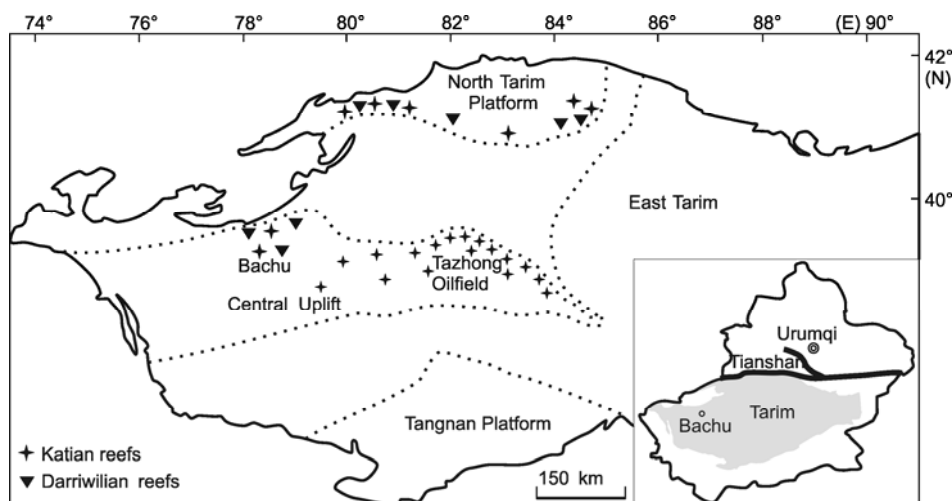 74° 76° 78° 80° 82° 84° 86° 88° (E) 90°
42°
(N)
North Tarim
Platform
40°
East Tarim
Bachu
Tazhong
Oilfield
Central Uplift
Urumqi
Tianshan
Tarim
Bachu
Tangnan Platform
Katian reefs
Darriwilian reefs
150 km